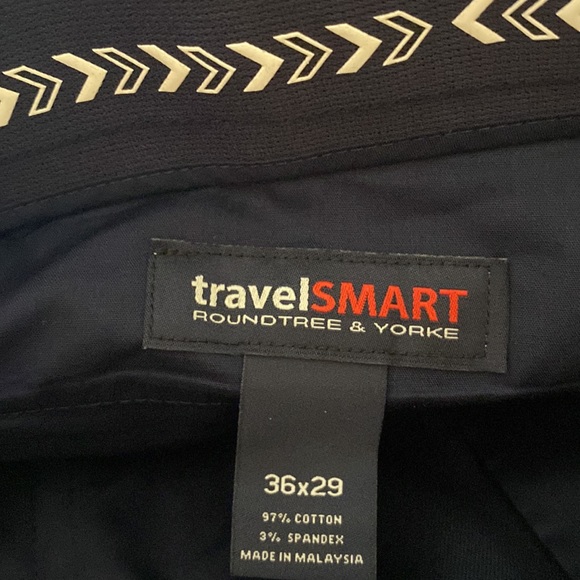 travelSMART
ROUNDTREE & YORKE
36x29
97% COTTON
3% SPANDEX
MADE IN MALAYSIA